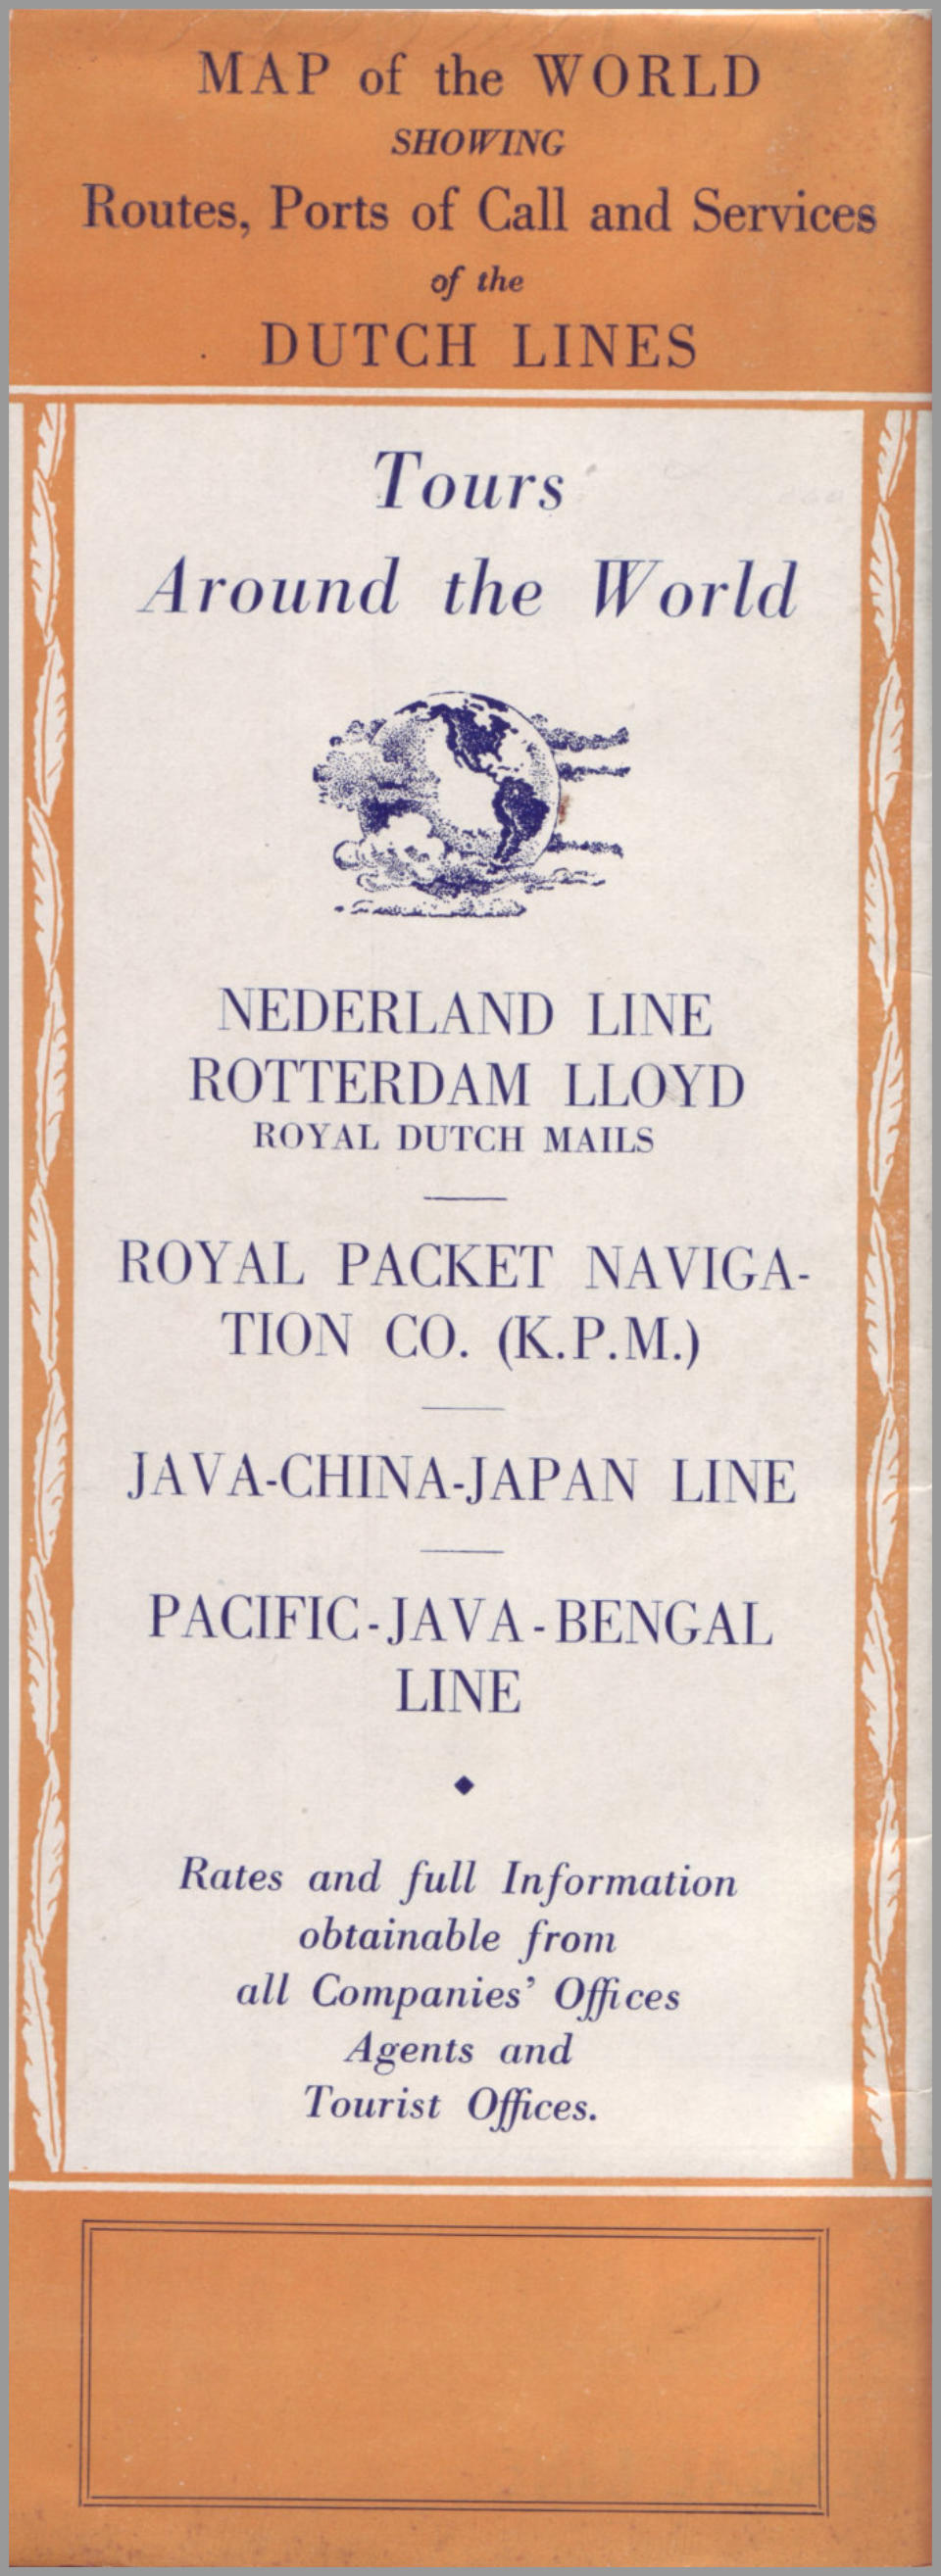 MAP of the WORLD
SHOWING
Routes, Ports of Call and Services
of the
DUTCH LINES
Tours
Around the World
NEDERLAND LINE
ROTTERDAM LLOYD
ROYAL DUTCH MAILS
ROYAL PACKET NAVIGA-
TION CO. (K.P.M.)
JAVA-CHINA-JAPAN LINE
PACIFIC-JAVA-BENGAL
LINE
Rates and full Information
obtainable from
all Companies' Offices
Agents and
Tourist Offices.